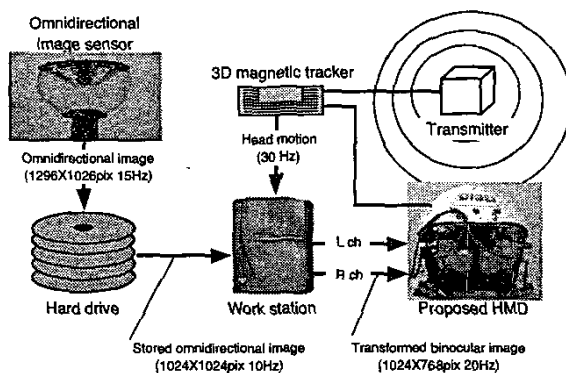 Omnidirectional
image sensor
3D magnetic tracker
Transmitter
Head motion
(30 Hz)
Omnidirectional image
(1296X1026pix 15Hz)
L ch
R ch
Hard drive
Work station
Proposed HMD
Stored omnidirectional image
(1024X1024pix 10Hz)
Transformed binocular image
(1024X768pix 20Hz)